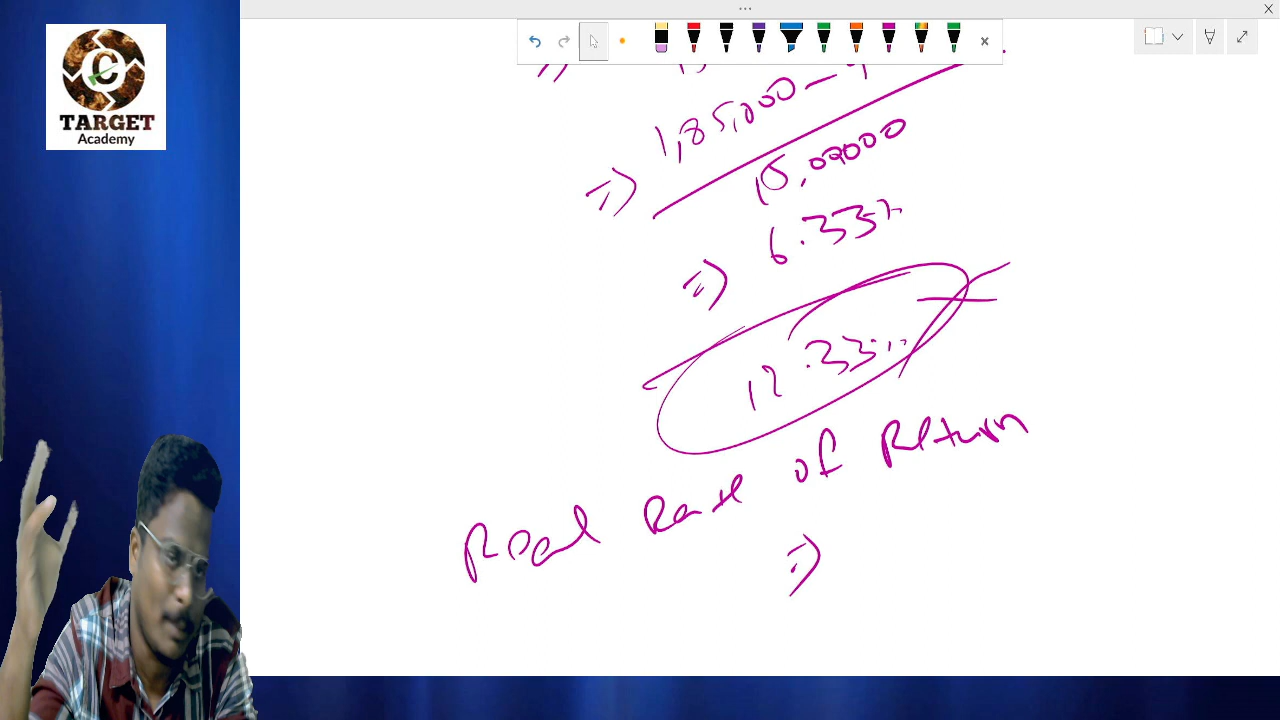 TARGET
Academy
=> 1,85,000 -
15,00000
=> 6.33%
12.33%
Real Rate of Return
=>